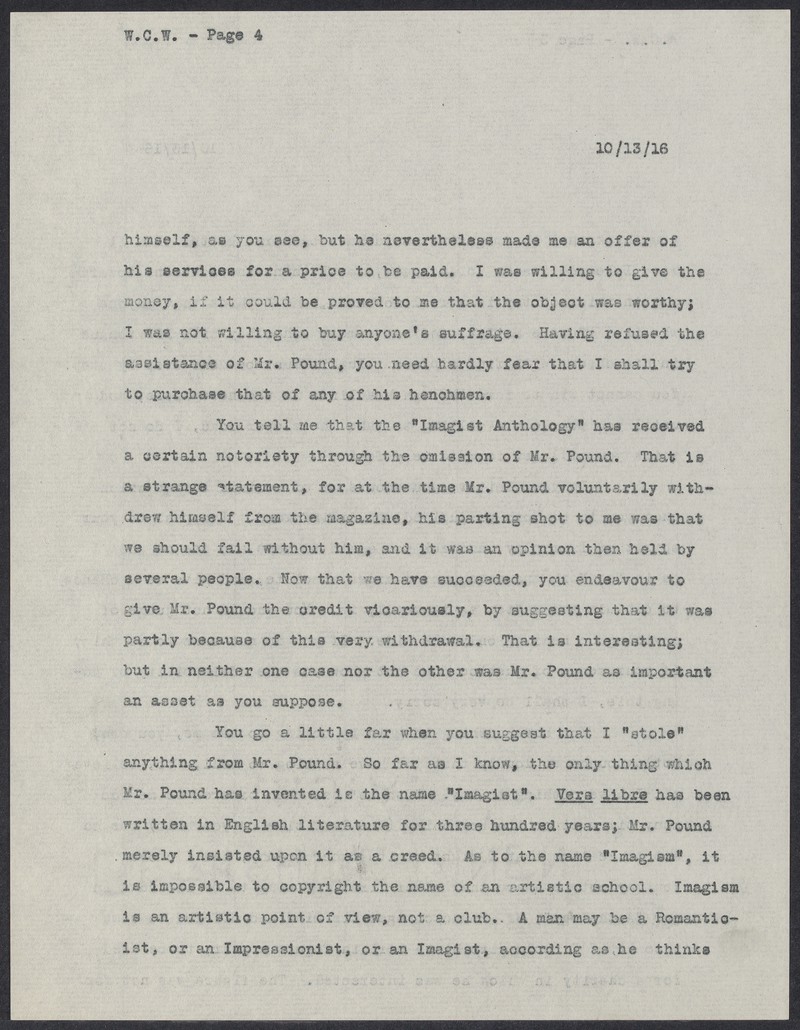 W.C.W. - Page 4
10/13/16
himself, as you see, but he nevertheless made me an offer of
his services for a price to be paid.  I was willing to give the
money, if it could be proved to me that the object was worthy;
I was not willing to buy anyone's suffrage.  Having refused the
assistance of Mr. Pound, you need hardly fear that I shall try
to purchase that of any of his henchmen.
You tell me that the "Imagist Anthology" has received
a certain notoriety through the omission of Mr. Pound.  That is
a strange statement, for at the time Mr. Pound voluntarily with-
drew himself from the magazine, his parting shot to me was that
we should fail without him, and it was an opinion then held by
several people.  Now that we have succeeded, you endeavour to
give Mr. Pound the credit vicariously, by suggesting that it was
partly because of this very withdrawal.  That is interesting;
but in neither one case nor the other was Mr. Pound as important
an asset as you suppose.
You go a little far when you suggest that I "stole"
anything from Mr. Pound.  So far as I know, the only thing which
Mr. Pound has invented is the name "Imagist".  Vers libre has been
written in English literature for three hundred years; Mr. Pound
merely insisted upon it as a creed.  As to the name "Imagism", it
is impossible to copyright the name of an artistic school.  Imagism
is an artistic point of view, not a club.  A man may be a Romantic-
ist, or an Impressionist, or an Imagist, according as he  thinks